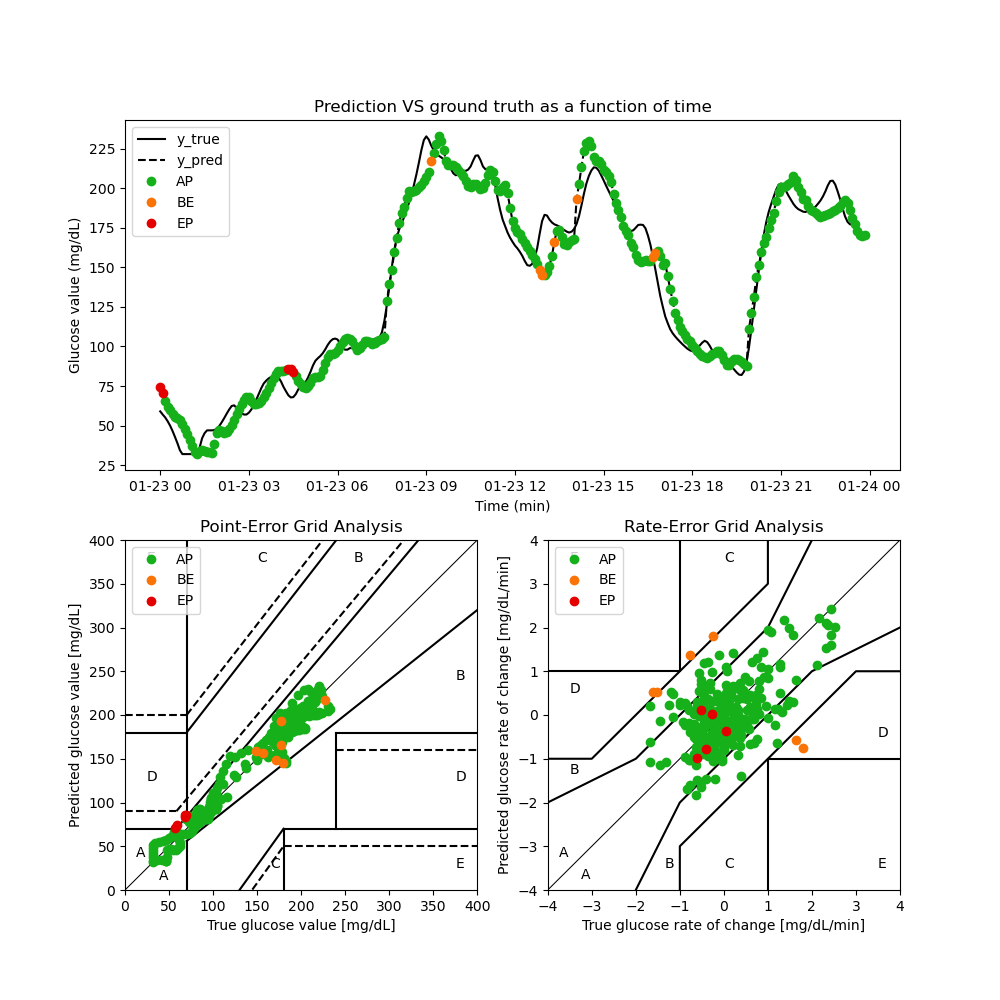 Prediction VS ground truth as a function of time
Glucose value (mg/dL)
y_true
y_pred
AP
BE
EP
225
200
175
150
125
100
75
50
25
01-23 00 01-23 03 01-23 06 01-23 09 01-23 12 01-23 15 01-23 18 01-23 21 01-24 00
Time (min)
Point-Error Grid Analysis
Predicted glucose value [mg/dL]
400
350
300
250
200
150
100
50
0
AP
BE
EP
C
B
B
D
D
A
A
C
E
0 50 100 150 200 250 300 350 400
True glucose value [mg/dL]
Rate-Error Grid Analysis
Predicted glucose rate of change [mg/dL/min]
4
3
2
1
0
−1
−2
−3
−4
AP
BE
EP
C
D
D
B
A
A
B
C
E
−4 −3 −2 −1 0 1 2 3 4
True glucose rate of change [mg/dL/min]